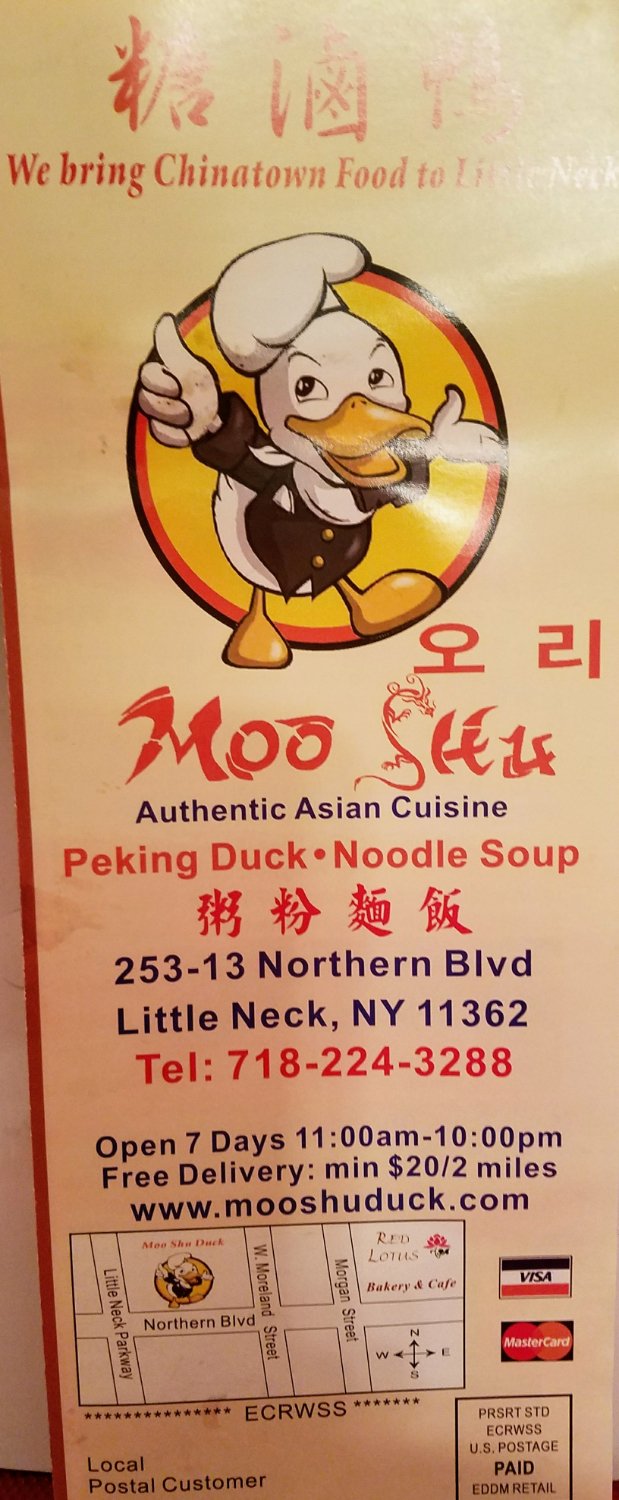 糖滷鴨
We bring Chinatown Food to Little Neck
오리
Moo Shu
Authentic Asian Cuisine
Peking Duck•Noodle Soup
粥粉麵飯
253-13 Northern Blvd
Little Neck, NY 11362
Tel: 718-224-3288
Open 7 Days 11:00am-10:00pm
Free Delivery: min $20/2 miles
www.mooshuduck.com
Moo Shu Duck
Little Neck Parkway
Northern Blvd
W. Moreland Street
Morgan Street
RED
LOTUS
Bakery & Cafe
N
W E
S
VISA
MasterCard
*************** ECRWSS *******
Local
Postal Customer
PRSRT STD
ECRWSS
U.S. POSTAGE
PAID
EDDM RETAIL